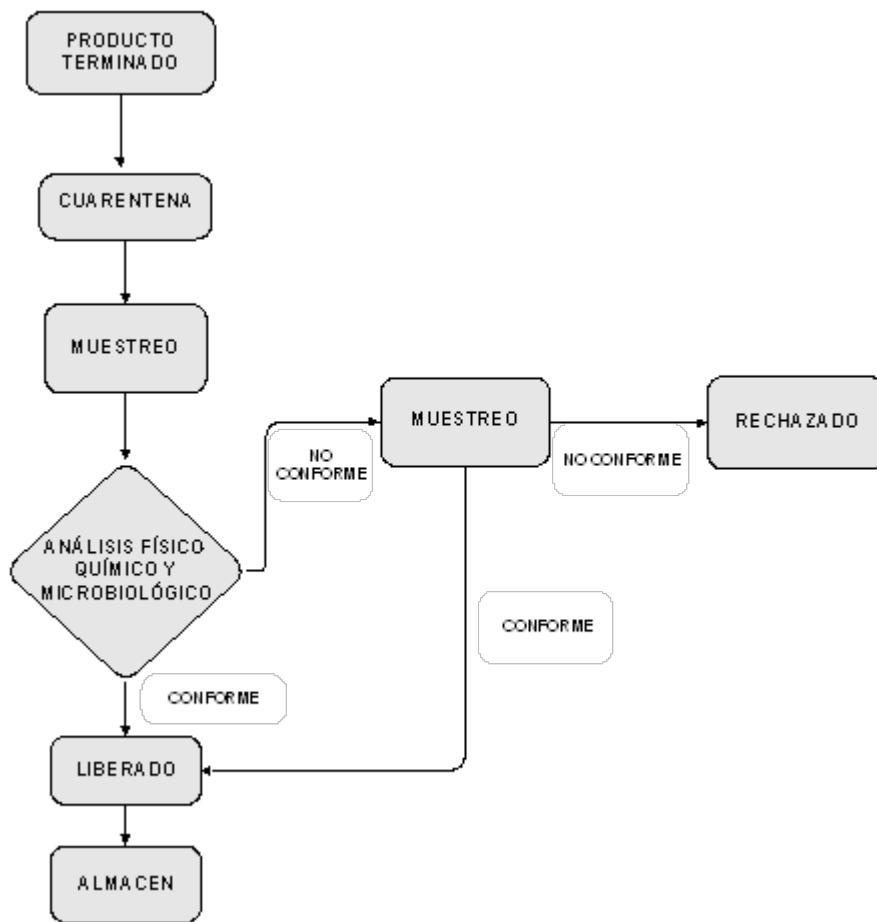 PRODUCTO
TERMINADO
CUARENTENA
MUESTREO
MUESTREO
RECHAZADO
NO
CONFORME
NO CONFORME
ANÁLISIS FÍSICO
QUÍMICO Y
MICROBIOLÓGICO
CONFORME
CONFORME
LIBERADO
ALMACEN